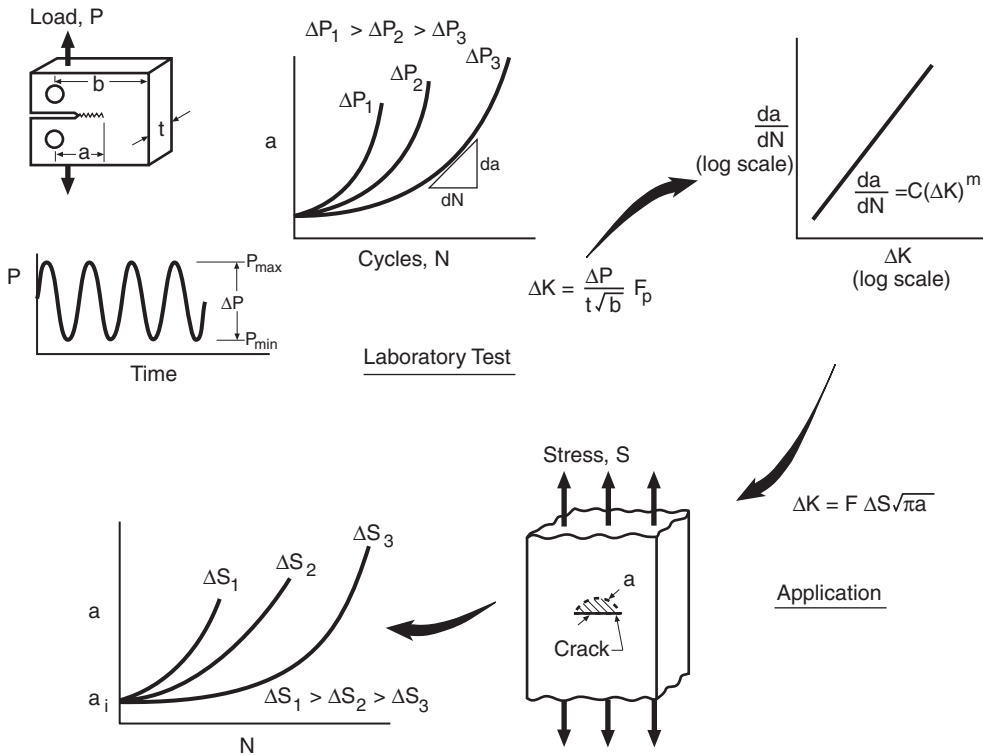 Load, P
b
t
a
ΔP₁ > ΔP₂ > ΔP₃
ΔP₁
ΔP₂
ΔP₃
a
da
dN
Cycles, N
P
Pmax
ΔP
Pmin
Time
Laboratory Test
ΔK = ΔP / t√b Fp
da/dN
(log scale)
da/dN = C(ΔK)^m
ΔK
(log scale)
Stress, S
ΔK = F ΔS√πa
a
Crack
Application
ΔS₁
ΔS₂
ΔS₃
a
aᵢ
ΔS₁ > ΔS₂ > ΔS₃
N